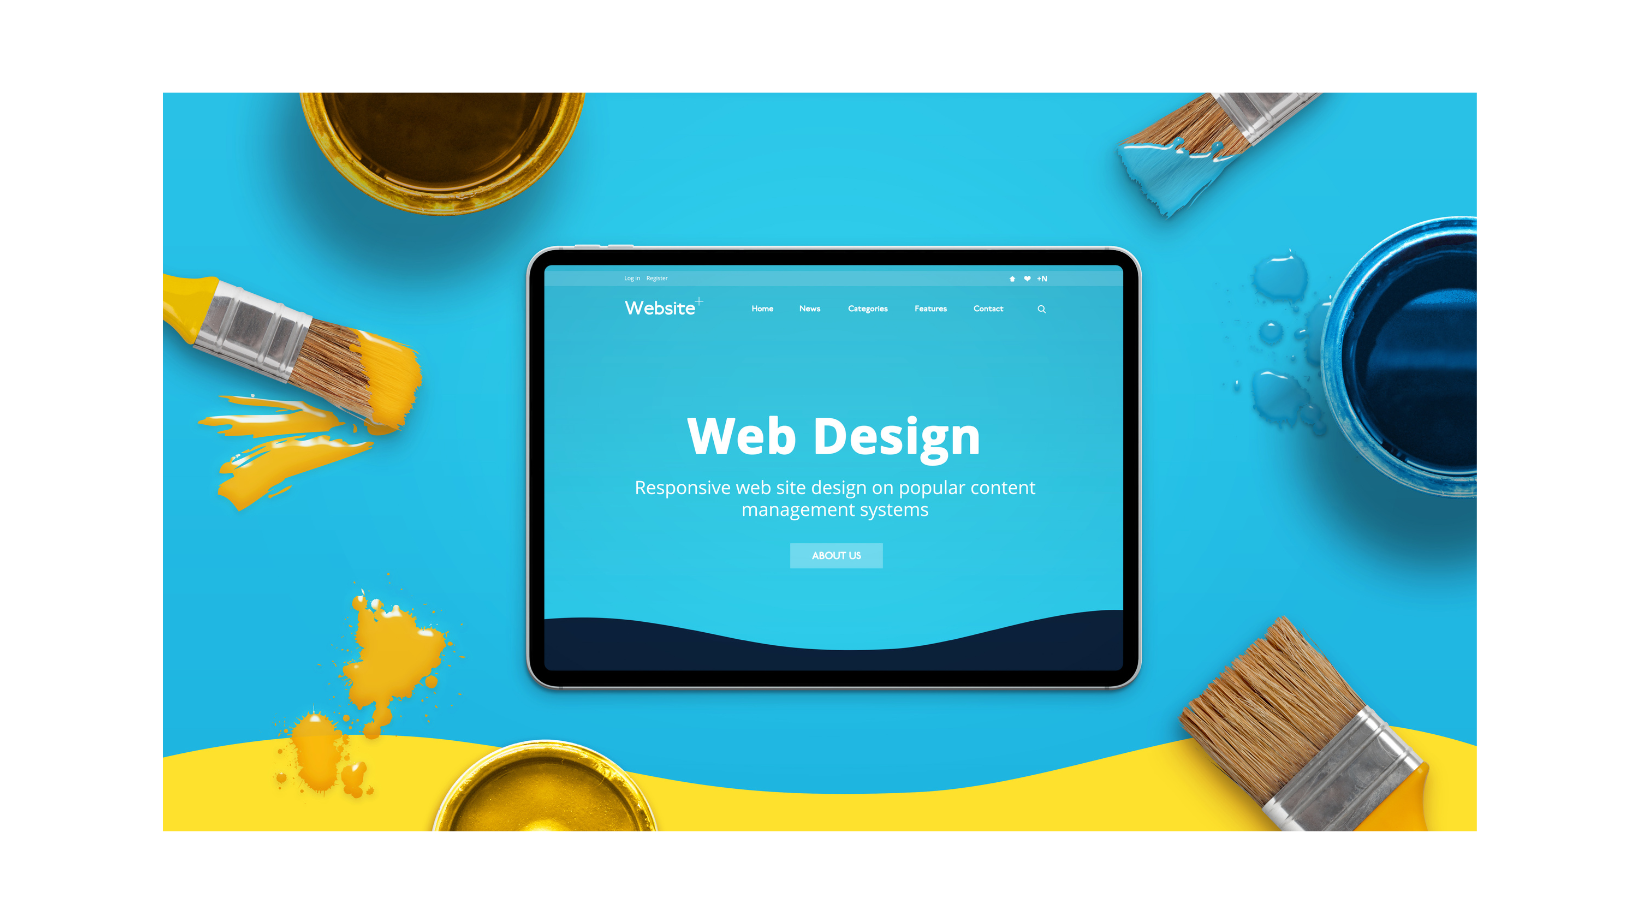 Log in Register
+N
Website+
Home News Categories Features Contact
Web Design
Responsive web site design on popular content
management systems
ABOUT US